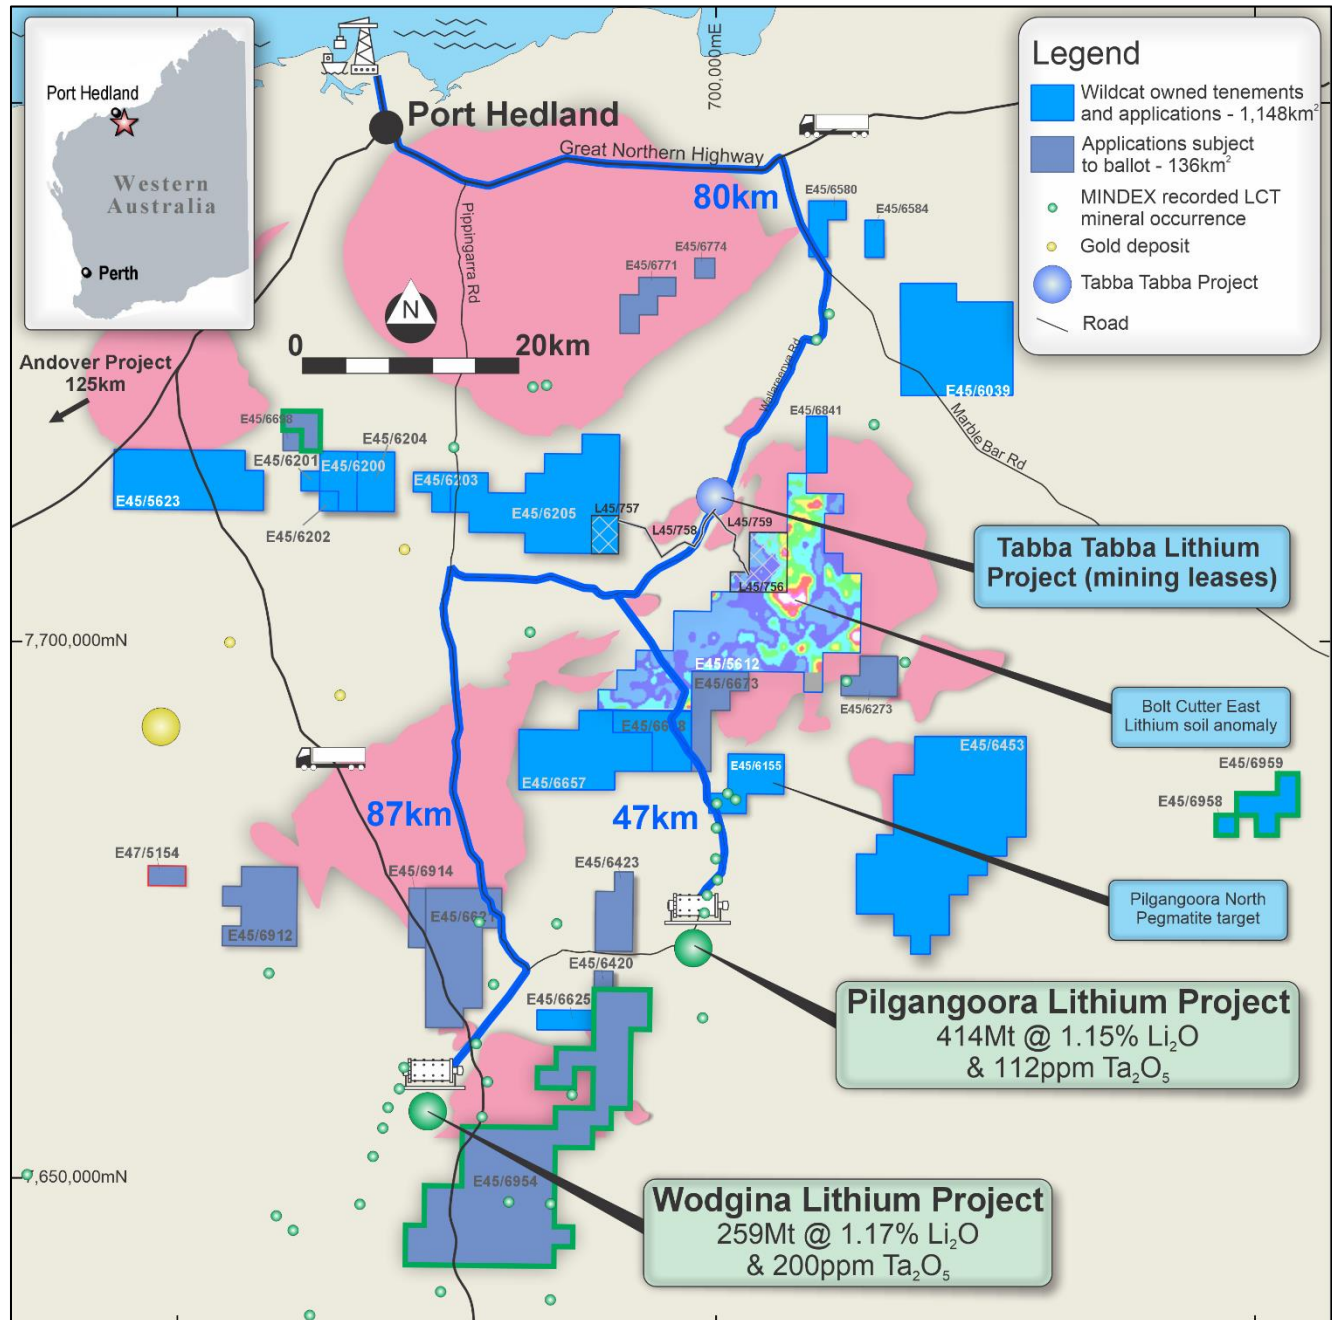 Port Hedland
Western
Australia
Perth
700,000mE
Legend
Wildcat owned tenements
and applications - 1,148km²
Applications subject
to ballot - 136km²
MINDEX recorded LCT
mineral occurrence
Gold deposit
Tabba Tabba Project
Road
Port Hedland
Great Northern Highway
80km
Pippingarra Rd
E45/6580
E45/6584
E45/6774
E45/6771
N
0
20km
Andover Project
125km
Wallareenya Rd
E45/6039
Marble Bar Rd
E45/6841
E45/6698
E45/6204
E45/6201
E45/6200
E45/5623
E45/6203
E45/6202
E45/6205
L45/757
L45/758
L45/759
L45/756
Tabba Tabba Lithium
Project (mining leases)
7,700,000mN
E45/5612
E45/6673
E45/6273
Bolt Cutter East
Lithium soil anomaly
E45/6657
E45/6155
E45/6453
E45/6959
E45/6958
87km
47km
E47/5154
E45/6914
E45/6423
E45/6912
Pilgangoora North
Pegmatite target
E45/6420
E45/6625
Pilgangoora Lithium Project
414Mt @ 1.15% Li₂O
& 112ppm Ta₂O₅
7,650,000mN
E45/6954
Wodgina Lithium Project
259Mt @ 1.17% Li₂O
& 200ppm Ta₂O₅